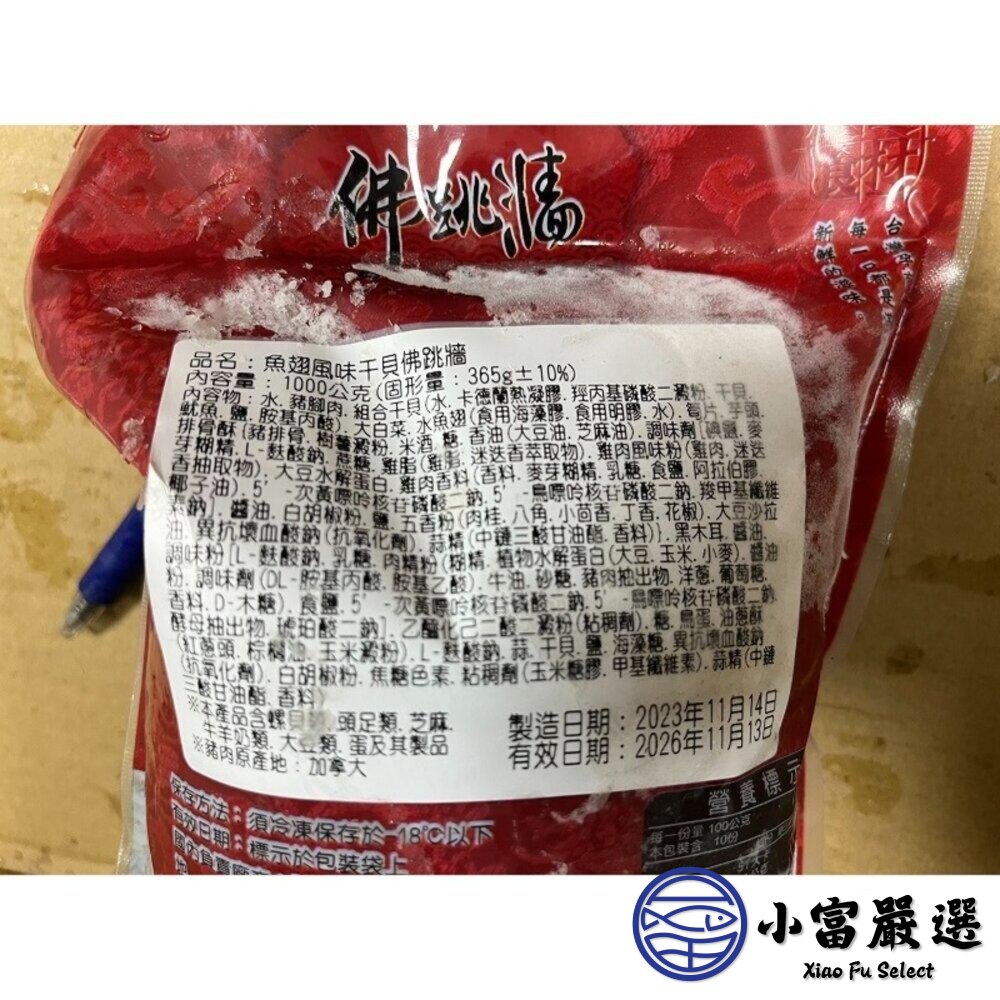 佛跳牆
食
台灣
每一口都是
新鮮的滋味。
品名：魚翅風味干貝佛跳牆
內容量：1000公克(固形量：365g±10%)
內容物：水.豬腳肉.組合干貝(水.卡德蘭熱凝膠.羥丙基磷酸二澱粉.干貝.
魷魚.鹽.胺基丙酸).大白菜.水魚翅(食用海藻膠.食用明膠.水).筍片.芋頭.
排骨酥(豬排骨.樹薯澱粉.米酒.糖.香油(大豆油.芝麻油).調味劑[碘鹽.麥
芽糊精.L-麩酸鈉.蔗糖.雞脂(雞脂.迷迭香萃取物).雞肉風味粉(雞肉.迷迭
香抽取物).大豆水解蛋白.雞肉香料(香料.麥芽糊精.乳糖.食鹽.阿拉伯膠.
椰子油).5'-次黃嘌呤核苷磷酸二鈉.5'-鳥嘌呤核苷磷酸二鈉.羧甲基纖維
素鈉].醬油.白胡椒粉.鹽.五香粉(肉桂.八角.小茴香.丁香.花椒).大豆沙拉
油.異抗壞血酸鈉(抗氧化劑).蒜精(中鏈三酸甘油酯.香料)).黑木耳.醬油.
調味粉[L-麩酸鈉.乳糖.肉精粉(糊精.植物水解蛋白(大豆.玉米.小麥).醬油
粉.調味劑(DL-胺基丙酸.胺基乙酸).牛油.砂糖.豬肉抽出物.洋蔥.葡萄糖.
香料.D-木糖).食鹽.5'-次黃嘌呤核苷磷酸二鈉.5'-鳥嘌呤核苷磷酸二鈉.
酵母抽出物.琥珀酸二鈉].乙醯化己二酸二澱粉(粘稠劑).糖.鳥蛋.油蔥酥
(紅蔥頭.棕櫚油.玉米澱粉).L-麩酸鈉.蒜.干貝.鹽.海藻糖.異抗壞血酸鈉
(抗氧化劑).白胡椒粉.焦糖色素.粘稠劑(玉米糖膠.甲基纖維素).蒜精(中鏈
三酸甘油酯.香料)
※本產品含螺貝類.頭足類.芝麻.
牛羊奶類.大豆類.蛋及其製品
※豬肉原產地：加拿大
製造日期：2023年11月14日
有效日期：2026年11月13日
保存方法：須冷凍保存於-18℃以下
有效日期：標示於包裝袋上
國內負責廠商
營養標示
每一份量 100公克
本包裝含 10份
小富嚴選
Xiao Fu Select